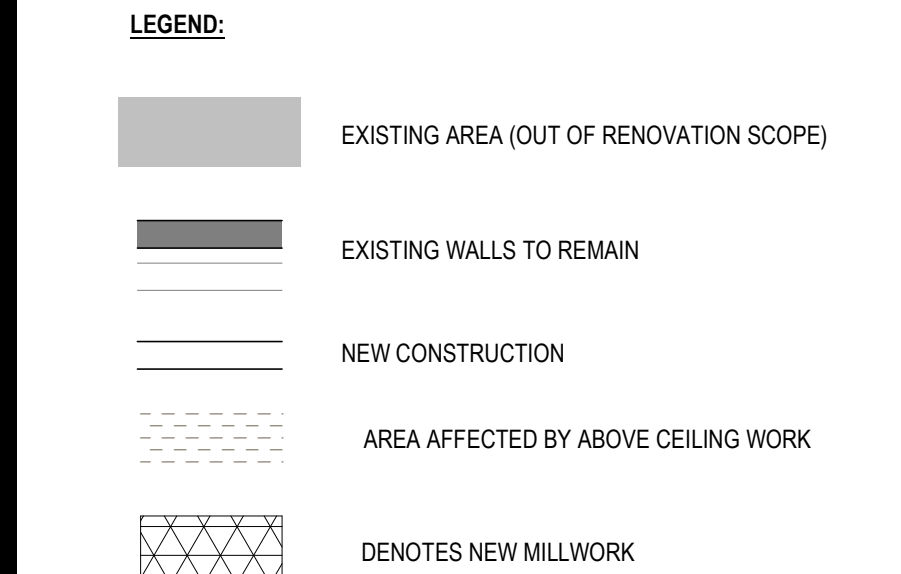 LEGEND:
EXISTING AREA (OUT OF RENOVATION SCOPE)
EXISTING WALLS TO REMAIN
NEW CONSTRUCTION
AREA AFFECTED BY ABOVE CEILING WORK
DENOTES NEW MILLWORK